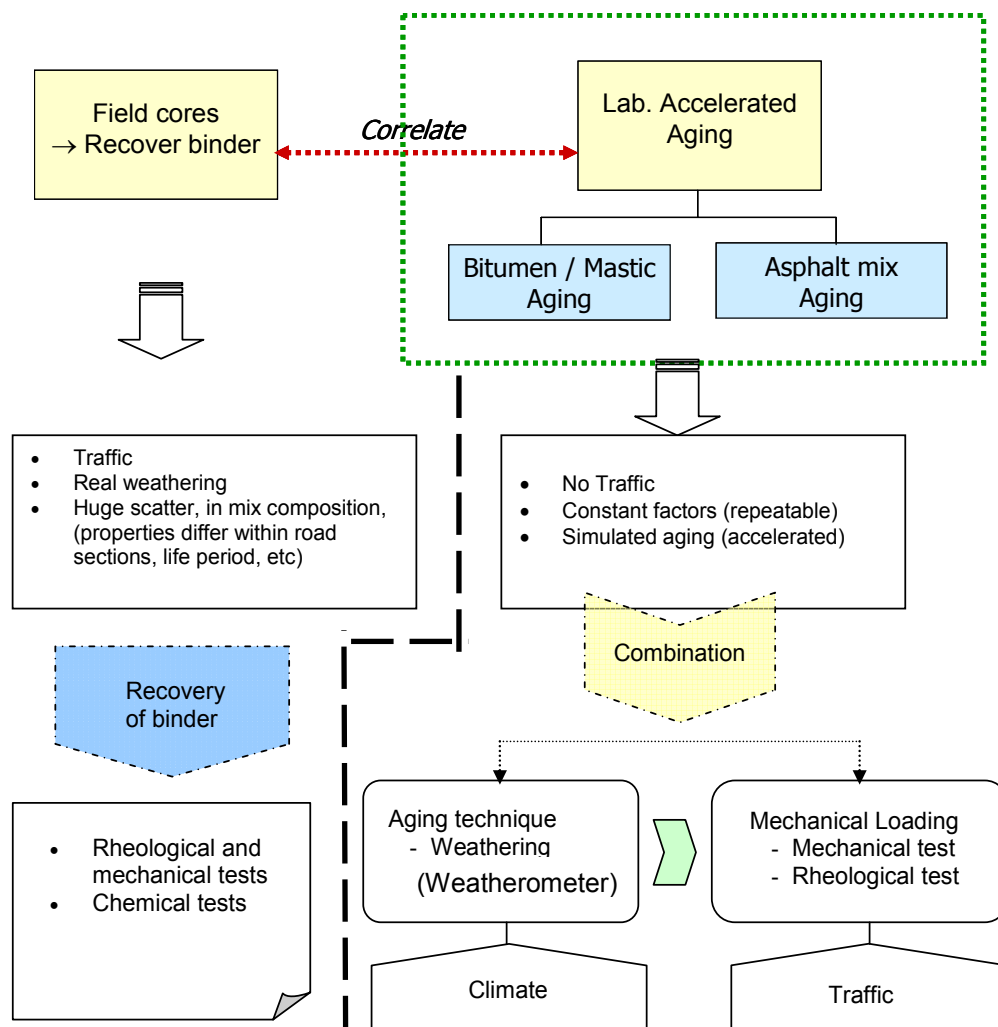 Field cores
→ Recover binder
Correlate
Lab. Accelerated
Aging
Bitumen / Mastic
Aging
Asphalt mix
Aging
• Traffic
• Real weathering
• Huge scatter, in mix composition,
(properties differ within road
sections, life period, etc)
• No Traffic
• Constant factors (repeatable)
• Simulated aging (accelerated)
Recovery
of binder
Combination
• Rheological and
mechanical tests
• Chemical tests
Aging technique
- Weathering
(Weatherometer)
Mechanical Loading
- Mechanical test
- Rheological test
Climate
Traffic